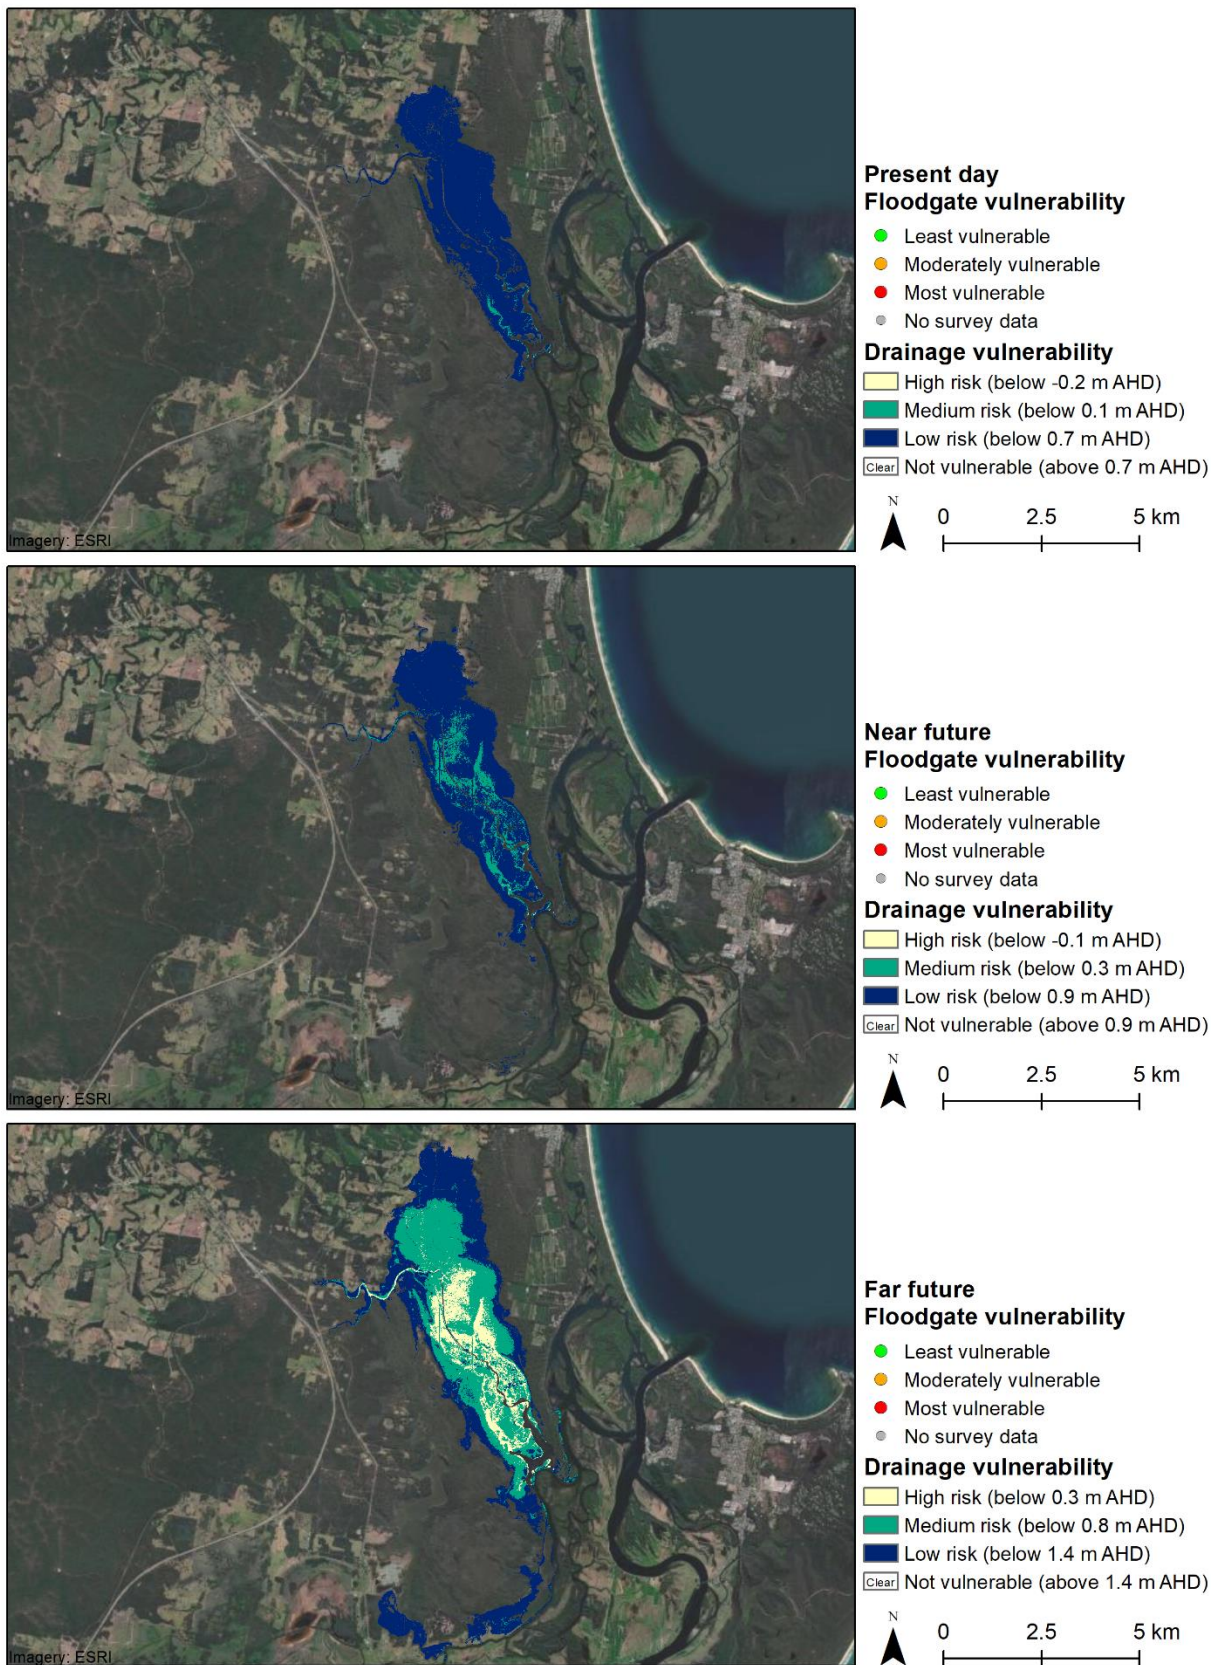 Present day
Floodgate vulnerability
Least vulnerable
Moderately vulnerable
Most vulnerable
No survey data
Drainage vulnerability
High risk (below -0.2 m AHD)
Medium risk (below 0.1 m AHD)
Low risk (below 0.7 m AHD)
Clear Not vulnerable (above 0.7 m AHD)
N
0 2.5 5 km
Imagery: ESRI
Near future
Floodgate vulnerability
Least vulnerable
Moderately vulnerable
Most vulnerable
No survey data
Drainage vulnerability
High risk (below -0.1 m AHD)
Medium risk (below 0.3 m AHD)
Low risk (below 0.9 m AHD)
Clear Not vulnerable (above 0.9 m AHD)
N
0 2.5 5 km
Imagery: ESRI
Far future
Floodgate vulnerability
Least vulnerable
Moderately vulnerable
Most vulnerable
No survey data
Drainage vulnerability
High risk (below 0.3 m AHD)
Medium risk (below 0.8 m AHD)
Low risk (below 1.4 m AHD)
Clear Not vulnerable (above 1.4 m AHD)
N
0 2.5 5 km
Imagery: ESRI